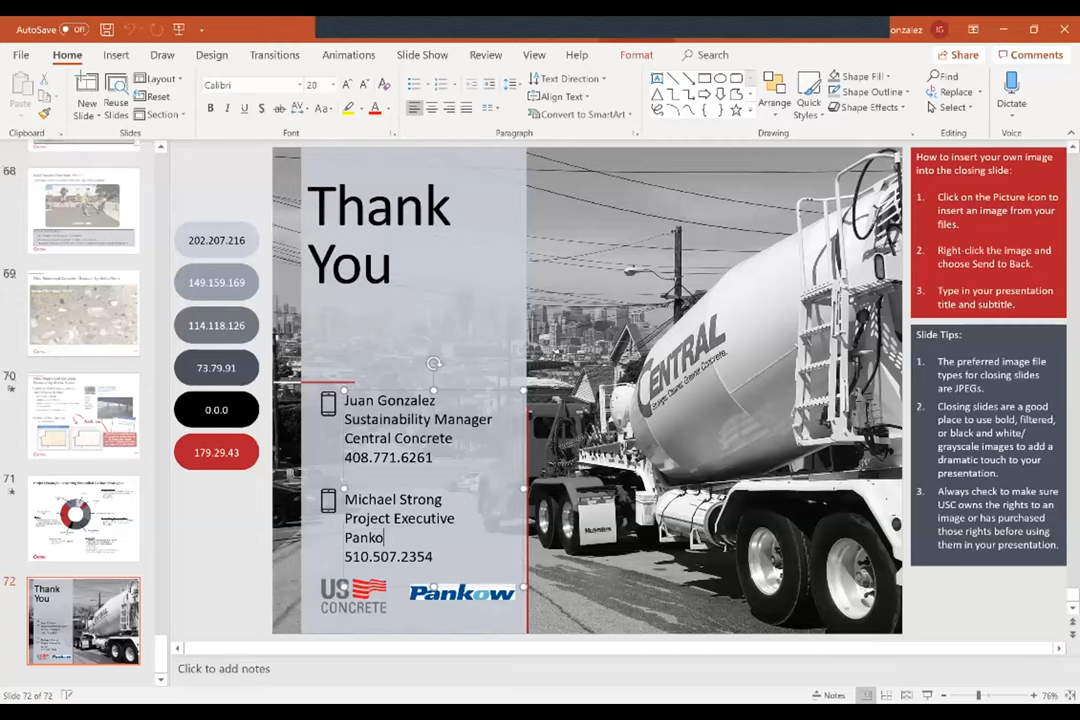 AutoSave Off
onzalez
IG
File Home Insert Draw Design Transitions Animations Slide Show Review View Help Format Search
Share Comments
Paste
New Slide
Reuse Slides
Layout
Reset
Section
Calibri 20
Text Direction
Align Text
Convert to SmartArt
Arrange
Quick Styles
Shape Fill
Shape Outline
Shape Effects
Find
Replace
Select
Dictate
Clipboard Slides Font Paragraph Drawing Editing Voice
68
69
70
71
72
Thank You
202.207.216
149.159.169
114.118.126
73.79.91
0.0.0
179.29.43
Thank
You
Juan Gonzalez
Sustainability Manager
Central Concrete
408.771.6261
Michael Strong
Project Executive
Panko
510.507.2354
US
CONCRETE
Pankow
CENTRAL
How to insert your own image
into the closing slide:
1. Click on the Picture icon to
insert an image from your
files.
2. Right-click the image and
choose Send to Back.
3. Type in your presentation
title and subtitle.
Slide Tips:
1. The preferred image file
types for closing slides
are JPEGs.
2. Closing slides are a good
place to use bold, filtered,
or black and white/
grayscale images to add a
dramatic touch to your
presentation.
3. Always check to make sure
USC owns the rights to an
image or has purchased
those rights before using
them in your presentation.
Click to add notes
Slide 72 of 72
Notes
76%